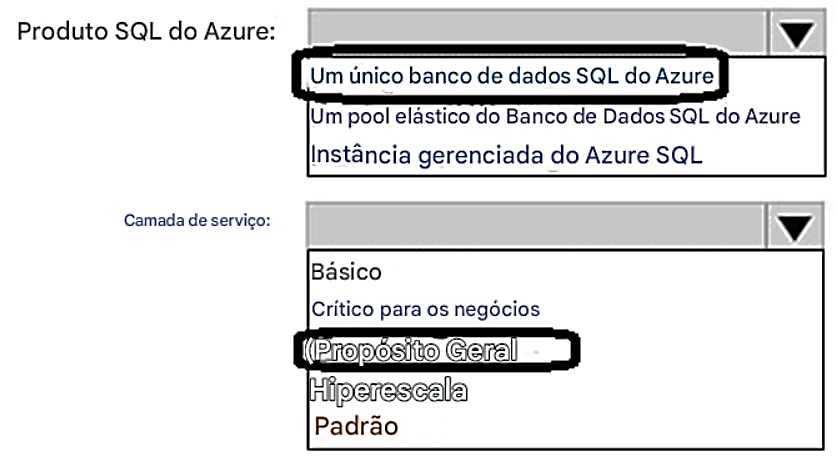 Produto SQL do Azure:
Um único banco de dados SQL do Azure
Um pool elástico do Banco de Dados SQL do Azure
Instância gerenciada do Azure SQL
Camada de serviço:
Básico
Crítico para os negócios
(Propósito Geral
Hiperescala
Padrão